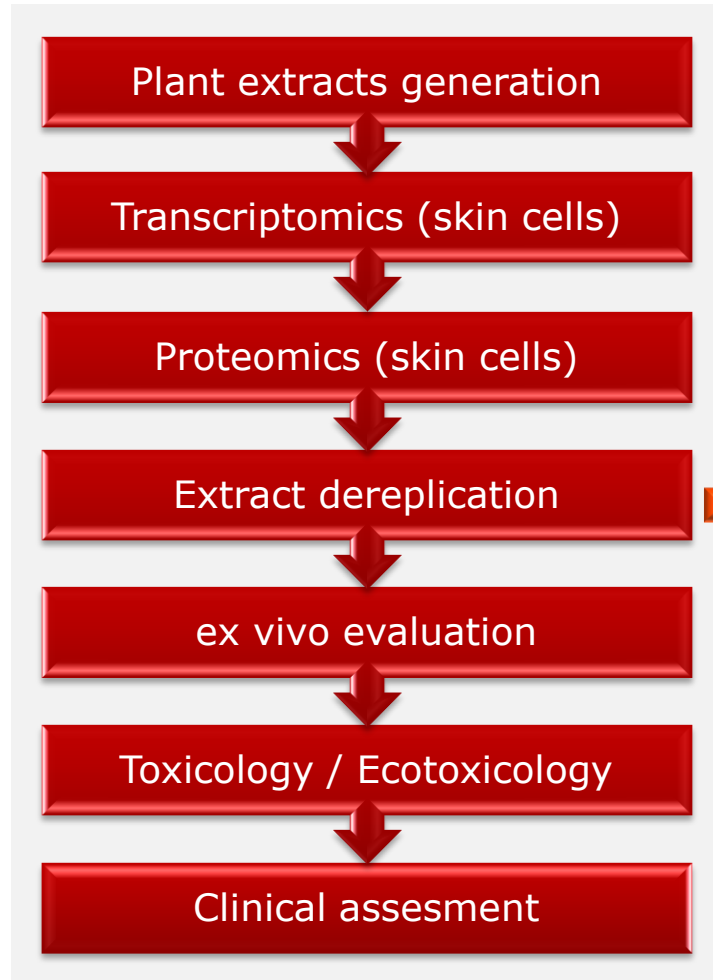 Plant extracts generation
Transcriptomics (skin cells)
Proteomics (skin cells)
Extract dereplication
ex vivo evaluation
Toxicology / Ecotoxicology
Clinical assesment